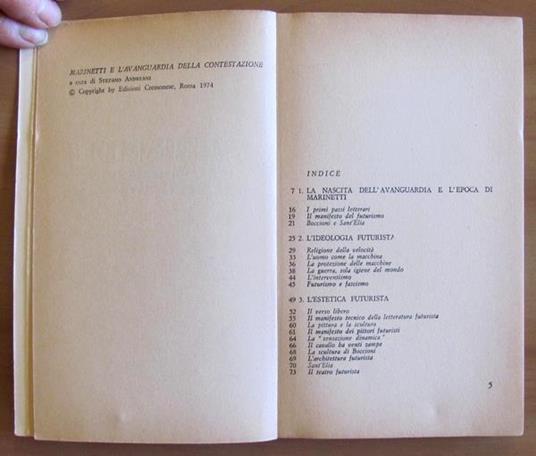 MARINETTI E L'AVANGUARDIA DELLA CONTESTAZIONE
a cura di STEFANO ANDREANI
© Copyright by Edizioni Cremonese, Roma 1974
INDICE
7 1. LA NASCITA DELL'AVANGUARDIA E L'EPOCA DI
MARINETTI
16 I primi passi letterari
19 Il manifesto del futurismo
21 Boccioni e Sant'Elia
25 2. L'IDEOLOGIA FUTURISTA
29 Religione della velocità
33 L'uomo come la macchina
36 La protezione delle macchine
38 La guerra, sola igiene del mondo
44 L'interventismo
45 Futurismo e fascismo
49 3. L'ESTETICA FUTURISTA
52 Il verso libero
55 Il manifesto tecnico della letteratura futurista
60 La pittura e la scultura
61 Il manifesto dei pittori futuristi
64 La "sensazione dinamica"
66 Il cavallo ha venti zampe
68 La scultura di Boccioni
69 L'architettura futurista
70 Sant'Elia
73 Il teatro futurista
5